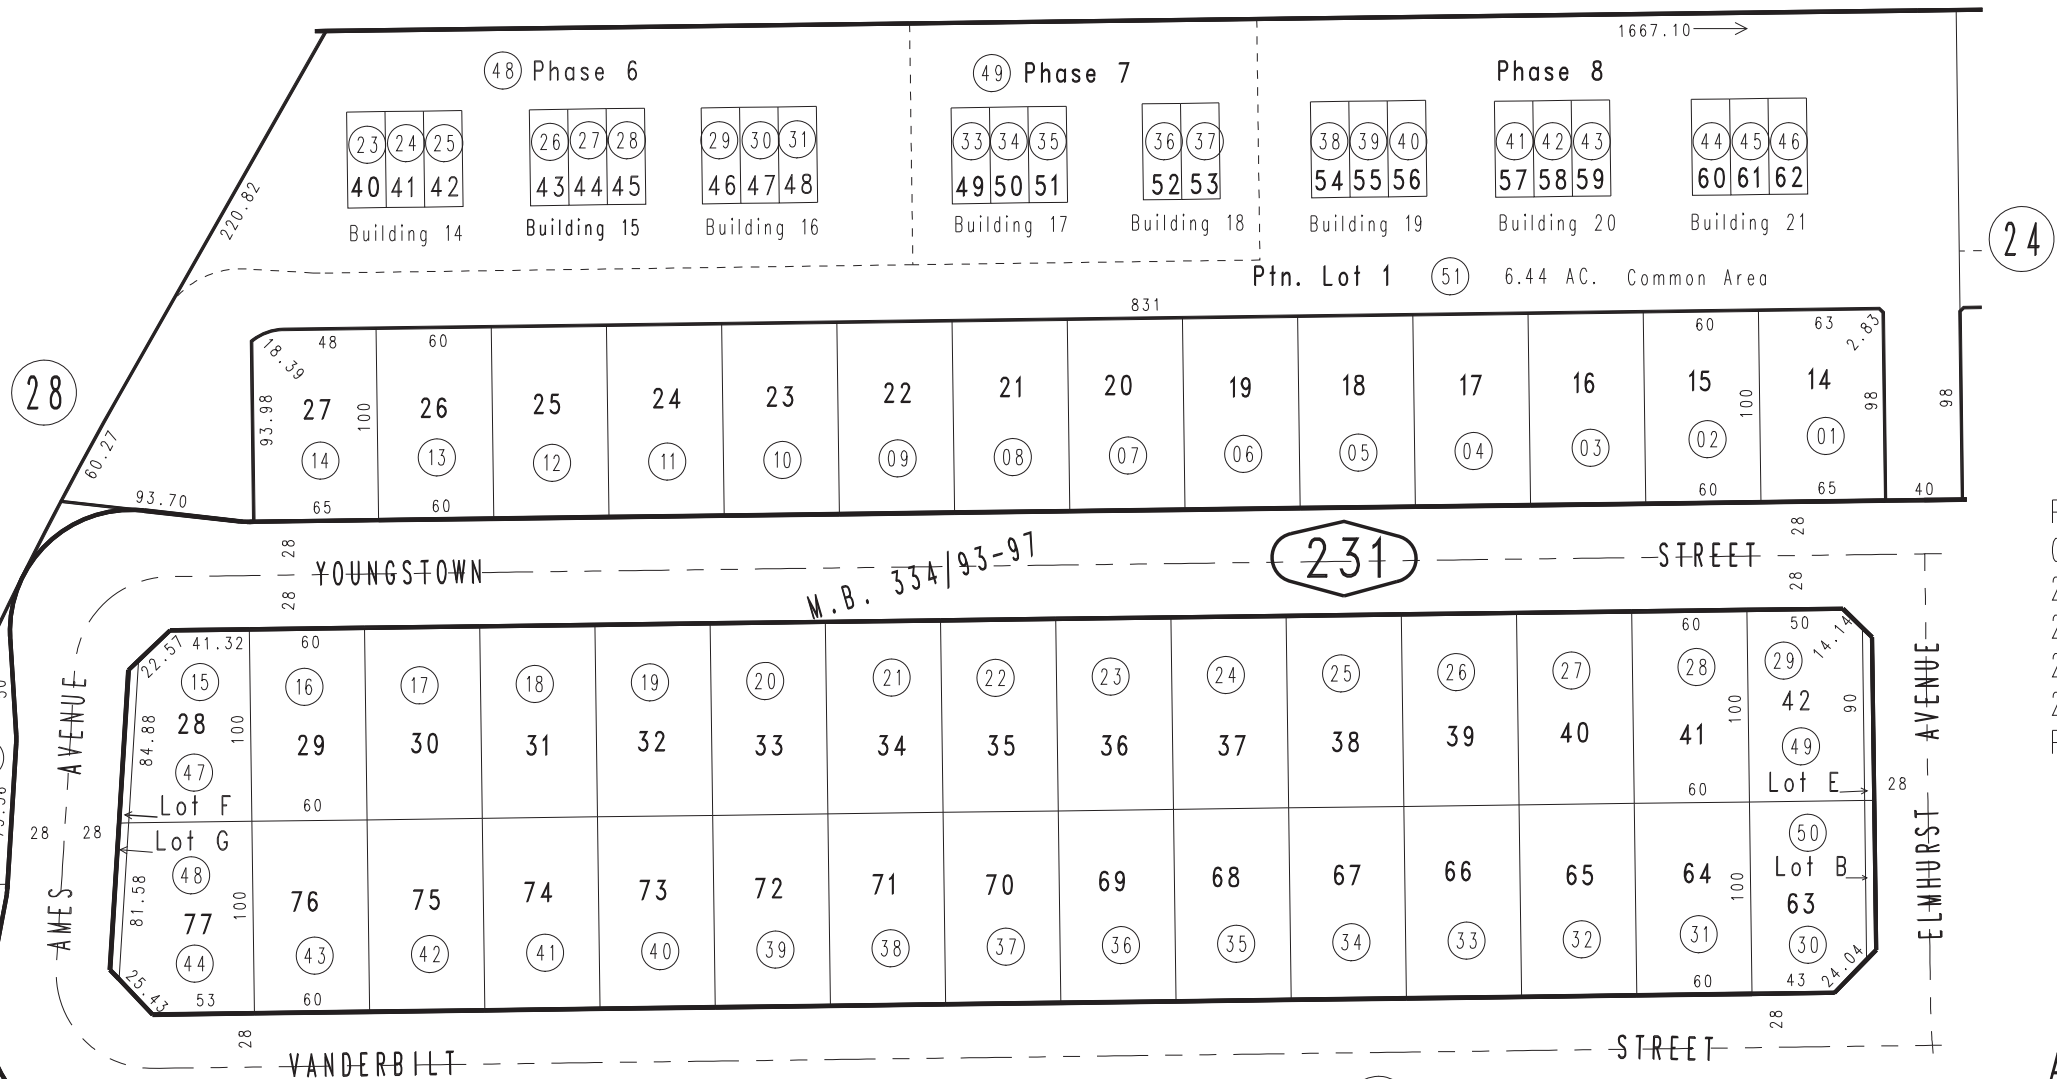 1667.10
48 Phase 6
49 Phase 7
Phase 8
23 24 25
26 27 28
29 30 31
33 34 35
36 37
38 39 40
41 42 43
44 45 46
40 41 42
43 44 45
46 47 48
49 50 51
52 53
54 55 56
57 58 59
60 61 62
Building 14
Building 15
Building 16
Building 17
Building 18
Building 19
Building 20
Building 21
220.82
24
Ptn. Lot 1 51 6.44 AC. Common Area
831
28
60.27
93.70
18.39 48 60 60 63 2.83
93.98 100 100 98 98
27 26 25 24 23 22 21 20 19 18 17 16 15 14
14 13 12 11 10 09 08 07 06 05 04 03 02 01
65 60 60 65 40
28 28
YOUNGSTOWN STREET
M.B. 334/93-97
231
28 28
22.57 41.32 60 60 50 14.14
15 16 17 18 19 20 21 22 23 24 25 26 27 28 29
28 29 30 31 32 33 34 35 36 37 38 39 40 41 42
84.88 100 100 90
47 49
Lot F Lot E
60 60
28 28 28
Lot G
48 50
Lot B
81.58 100 100
77 76 75 74 73 72 71 70 69 68 67 66 65 64 63
44 43 42 41 40 39 38 37 36 35 34 33 32 31 30
25.43 53 60 60 43 24.04
28 28
AMES AVENUE
ELMHURST AVENUE
VANDERBILT STREET